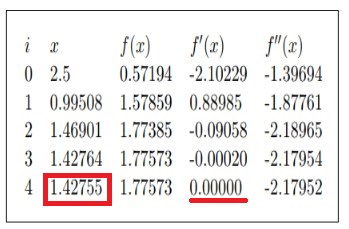 i x f(x) f′(x) f″(x)
0 2.5 0.57194 -2.10229 -1.39694
1 0.99508 1.57859 0.88985 -1.87761
2 1.46901 1.77385 -0.09058 -2.18965
3 1.42764 1.77573 -0.00020 -2.17954
4 1.42755 1.77573 0.00000 -2.17952